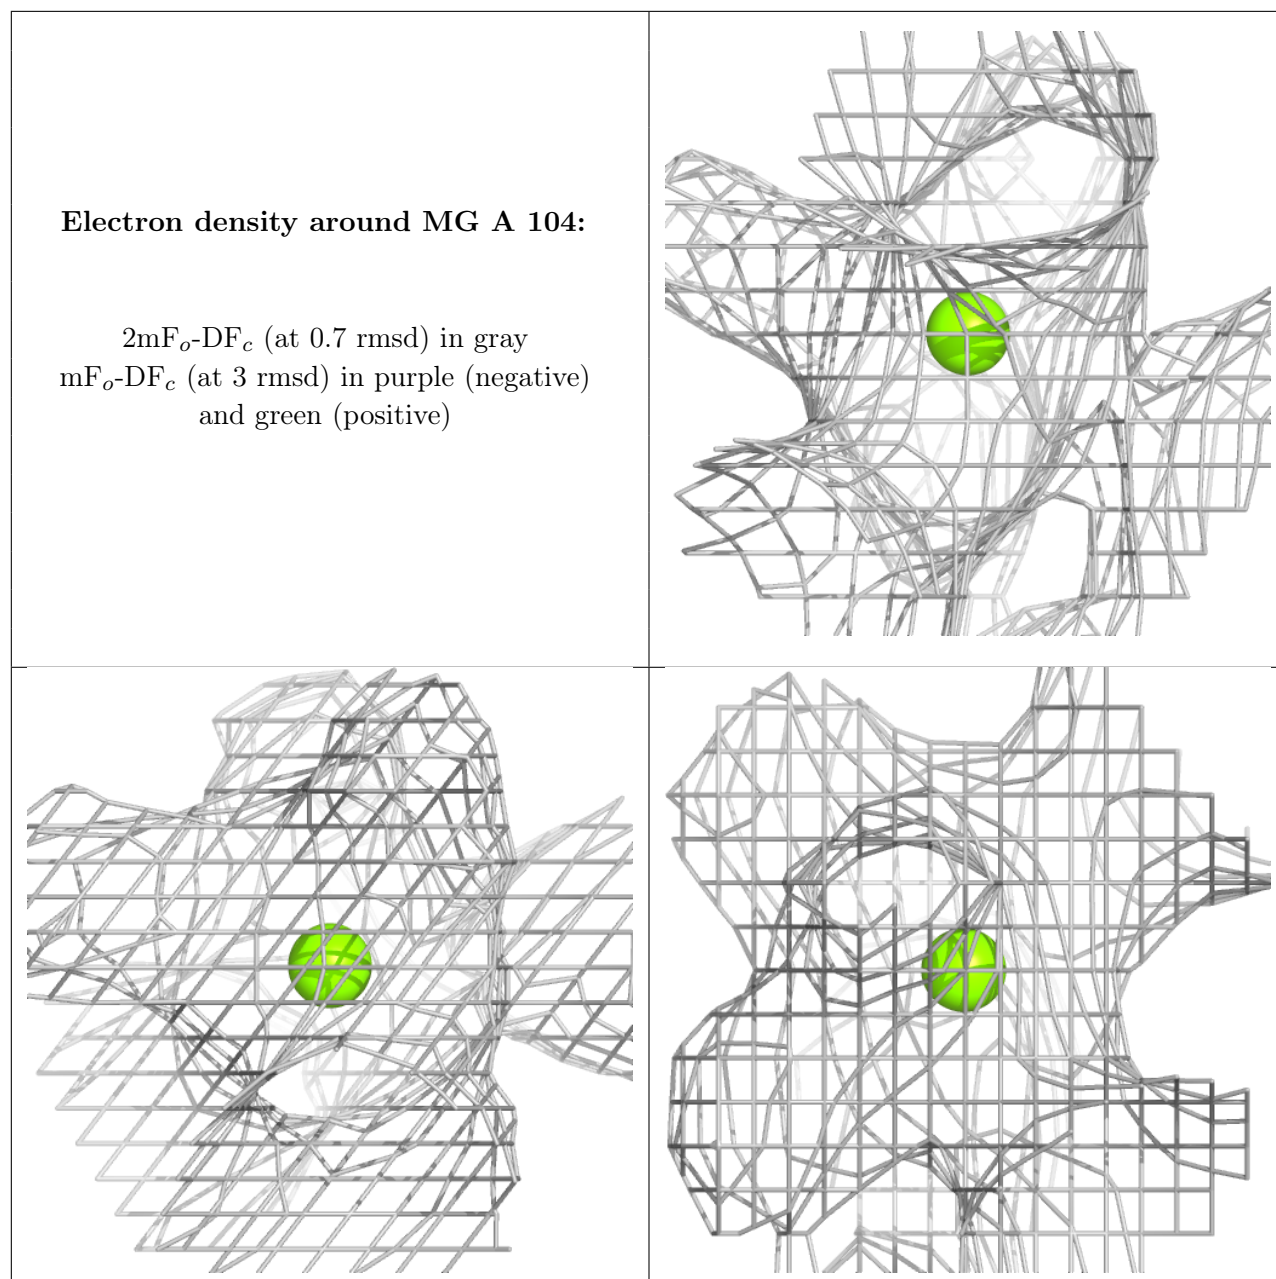 Electron density around MG A 104:
2mFo-DFc (at 0.7 rmsd) in gray
mFo-DFc (at 3 rmsd) in purple (negative)
and green (positive)